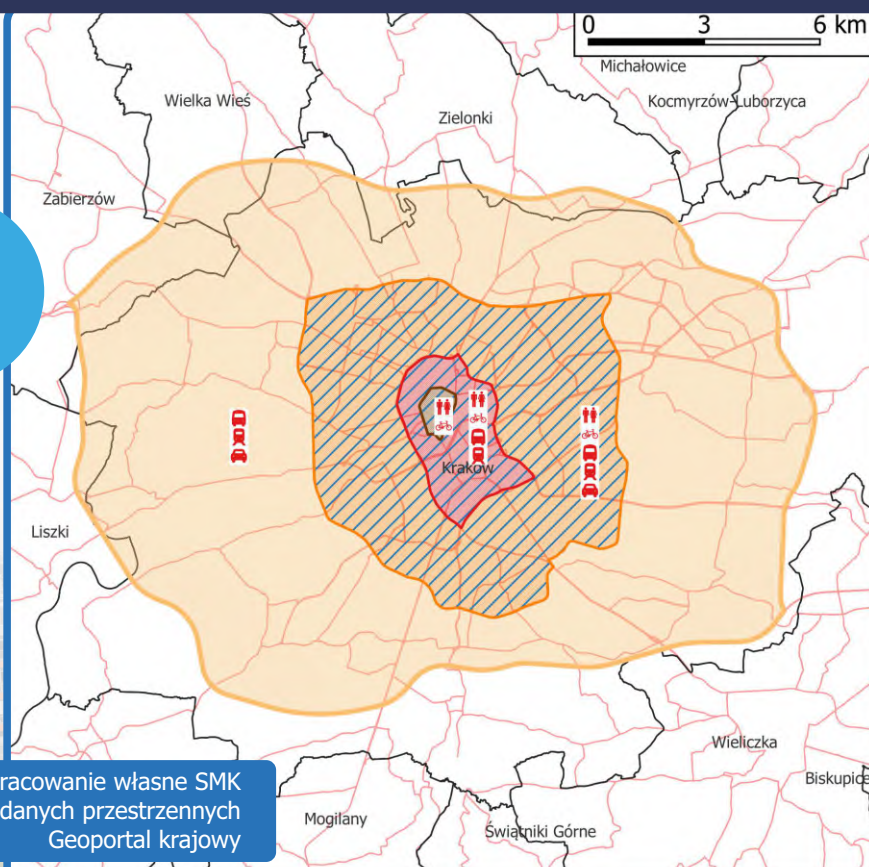 0 3 6 km
Michałowice
Wielka Wieś
Kocmyrzów-Luborzyca
Zielonki
Zabierzów
Kraków
Liszki
Wieliczka
Biskupice
racowanie własne SMK
danych przestrzennych
Geoportal krajowy
Mogilany
Świątniki Górne